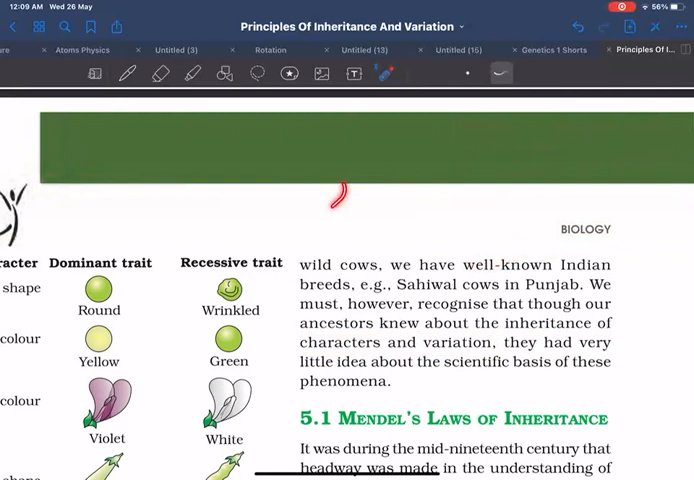 12:09 AM Wed 26 May
56%
Principles Of Inheritance And Variation
ure
Atoms Physics
Untitled (3)
Rotation
Untitled (13)
Untitled (15)
Genetics 1 Shorts
Principles Of I...
BIOLOGY
racter Dominant trait Recessive trait
shape
Round Wrinkled
colour
Yellow Green
colour
Violet White
wild cows, we have well-known Indian
breeds, e.g., Sahiwal cows in Punjab. We
must, however, recognise that though our
ancestors knew about the inheritance of
characters and variation, they had very
little idea about the scientific basis of these
phenomena.
5.1 MENDEL'S LAWS OF INHERITANCE
It was during the mid-nineteenth century that
headway was made in the understanding of